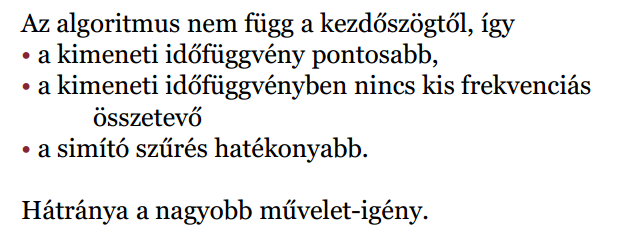 Az algoritmus nem függ a kezdőszögtől, így
• a kimeneti időfüggvény pontosabb,
• a kimeneti időfüggvényben nincs kis frekvenciás
összetevő
• a simító szűrés hatékonyabb.
Hátránya a nagyobb művelet-igény.